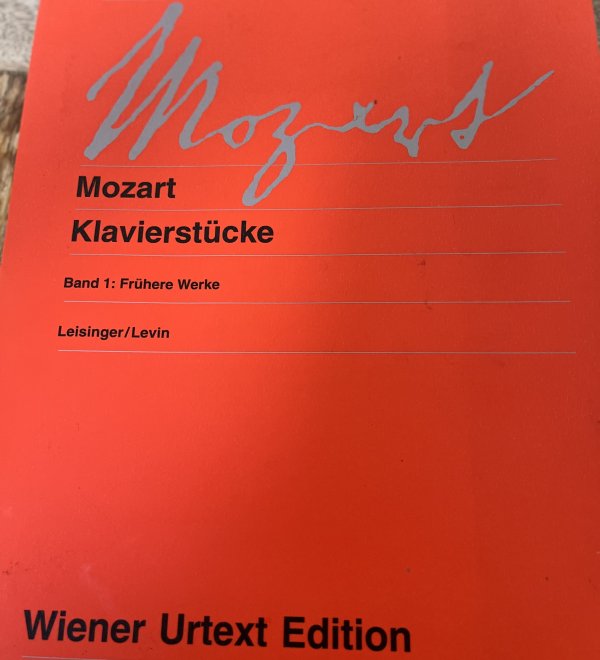 Mozart
Mozart
Klavierstücke
Band 1: Frühere Werke
Leisinger/Levin
Wiener Urtext Edition